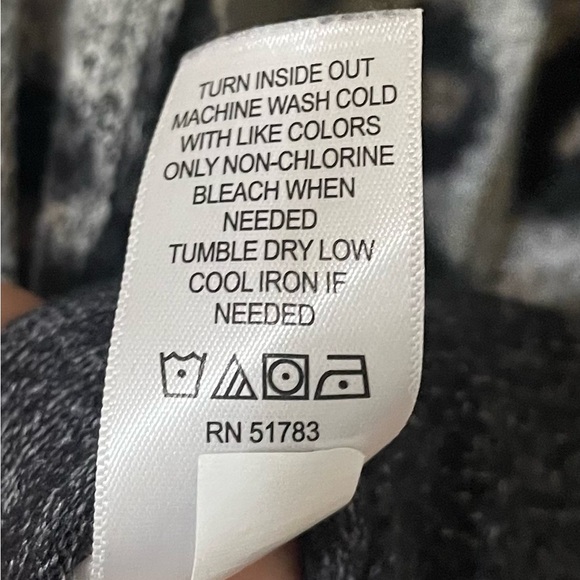 TURN INSIDE OUT
MACHINE WASH COLD
WITH LIKE COLORS
ONLY NON-CHLORINE
BLEACH WHEN
NEEDED
TUMBLE DRY LOW
COOL IRON IF
NEEDED
RN 51783